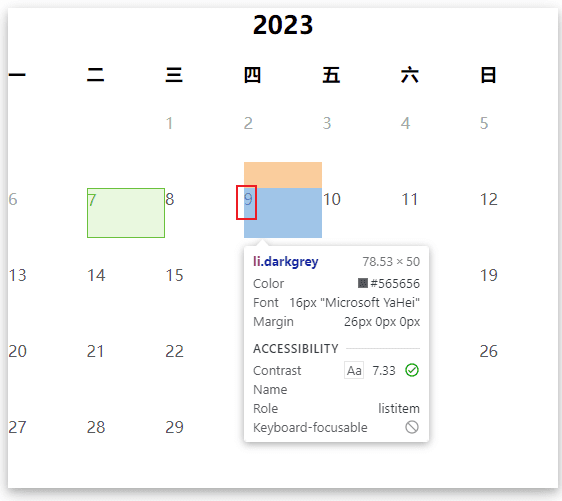 2023
一 二 三 四 五 六 日
1 2 3 4 5
6 7 8 9 10 11 12
13 14 15 19
20 21 22 26
27 28 29
li.darkgrey 78.53 × 50
Color #565656
Font 16px "Microsoft YaHei"
Margin 26px 0px 0px
ACCESSIBILITY
Contrast Aa 7.33
Name
Role listitem
Keyboard-focusable